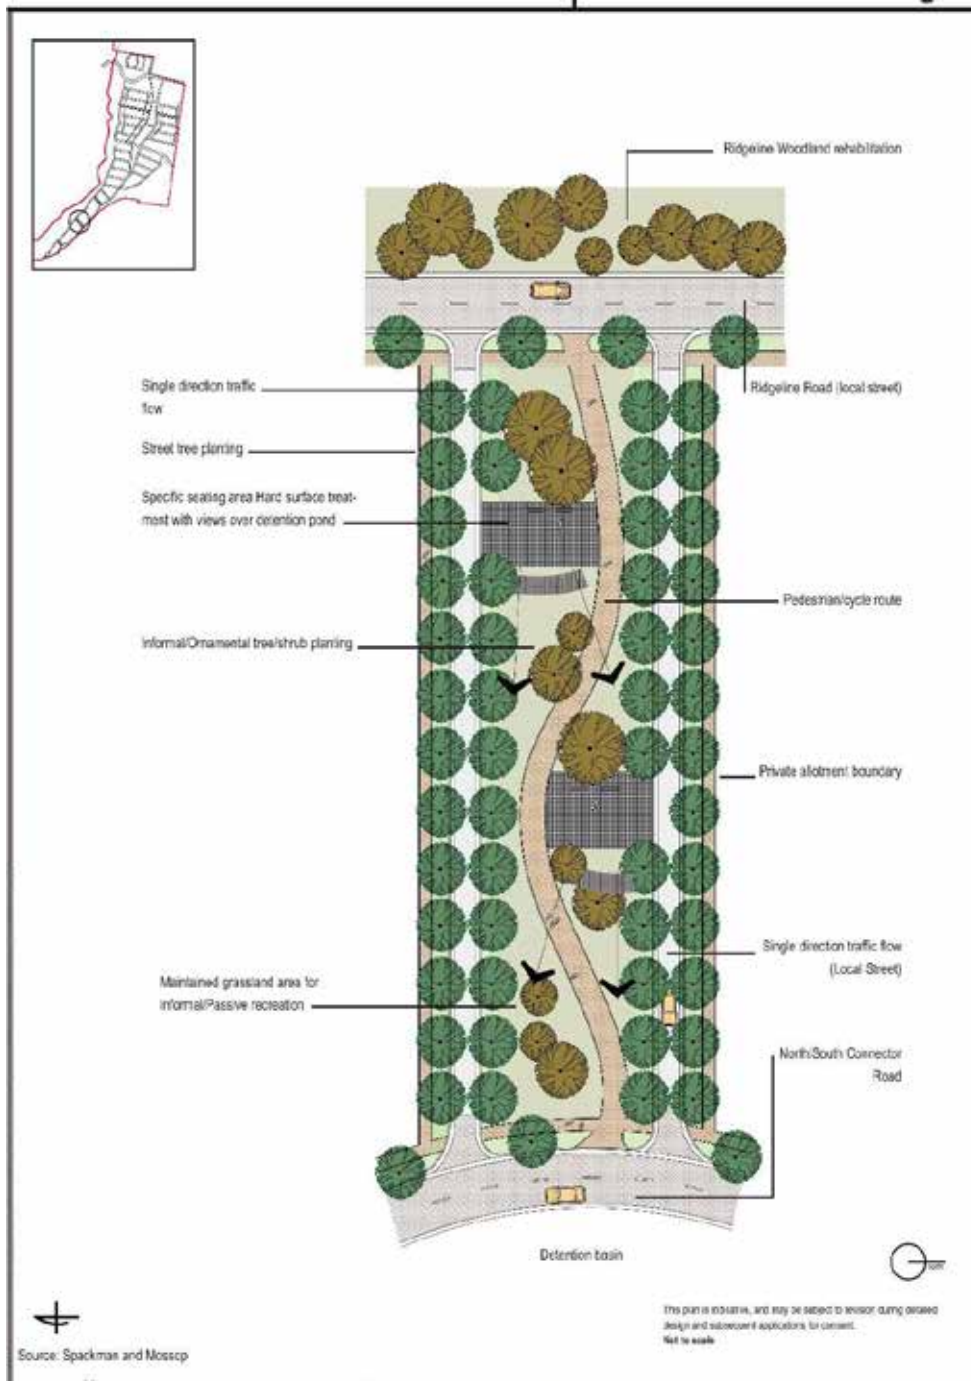 Ridgeline Woodland rehabilitation
Single direction traffic
flow
Ridgeline Road (local street)
Street tree planting
Specific seating area Hard surface treat-
ment with views over detention pond
Pedestrian/cycle route
Informal/Ornamental tree/shrub planting
Private allotment boundary
Single direction traffic flow
(Local Street)
Maintained grassland area for
informal/Passive recreation
North/South Connector
Road
Detention basin
This plan is indicative, and may be subject to revision during detailed
design and subsequent applications for consent.
Not to scale
Source: Spackman and Mossop